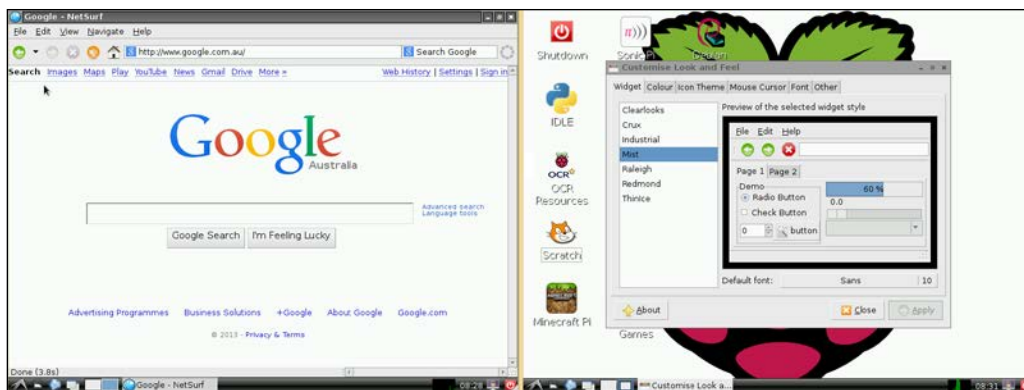 Google - NetSurf
File Edit View Navigate Help
http://www.google.com.au/
Search Google
Search Images Maps Play YouTube News Gmail Drive More »
Web History | Settings | Sign in
Google
Australia
Advanced search
Language tools
Google Search
I'm Feeling Lucky
Advertising Programmes Business Solutions +Google About Google Google.com
© 2013 - Privacy & Terms
Done (3.8s)
Google - NetSurf
08:28
Shutdown
Sonic Pi
IDLE
OCR
OCR
Resources
Scratch
Minecraft Pi
Games
Customise Look and Feel
Widget Colour Icon Theme Mouse Cursor Font Other
Clearlooks
Crux
Industrial
Mist
Raleigh
Redmond
ThinIce
Preview of the selected widget style
File Edit Help
Page 1 Page 2
Demo
Radio Button
Check Button
0
button
60 %
0.0
Default font: Sans 10
About
Close
Apply
Customise Look a...
08:31